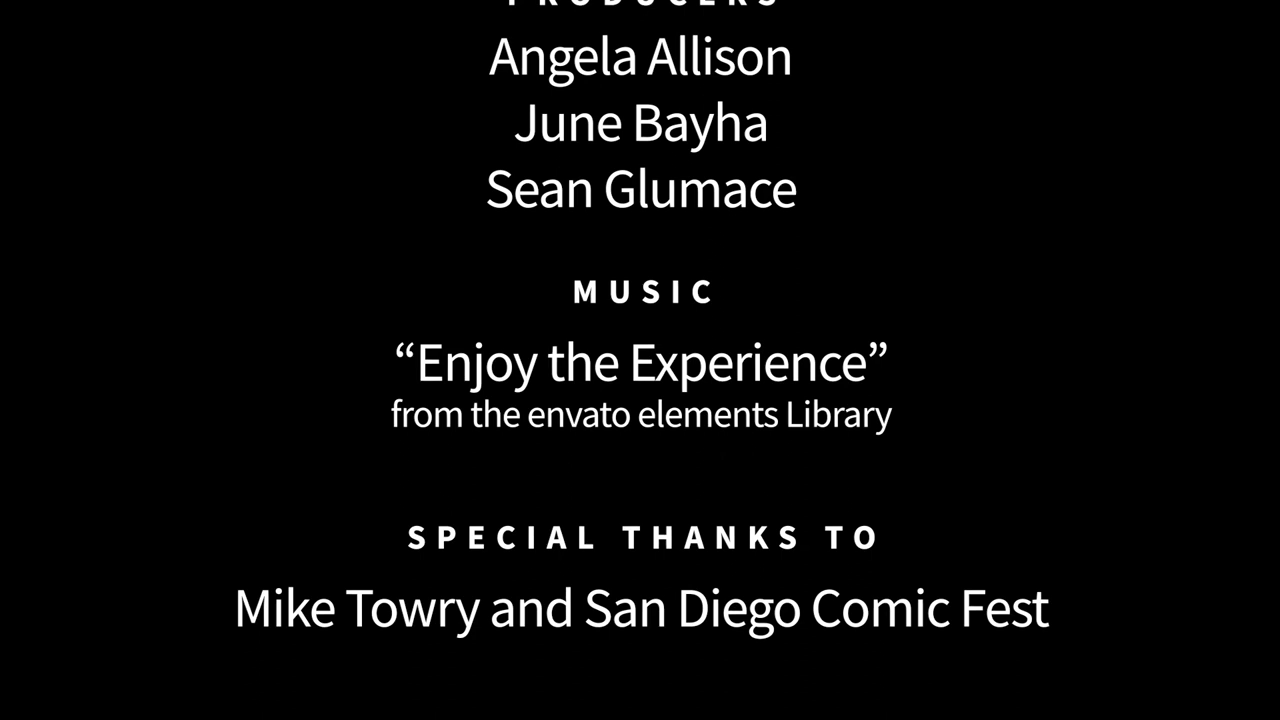 PRODUCERS
Angela Allison
June Bayha
Sean Glumace
MUSIC
“Enjoy the Experience”
from the envato elements Library
SPECIAL THANKS TO
Mike Towry and San Diego Comic Fest